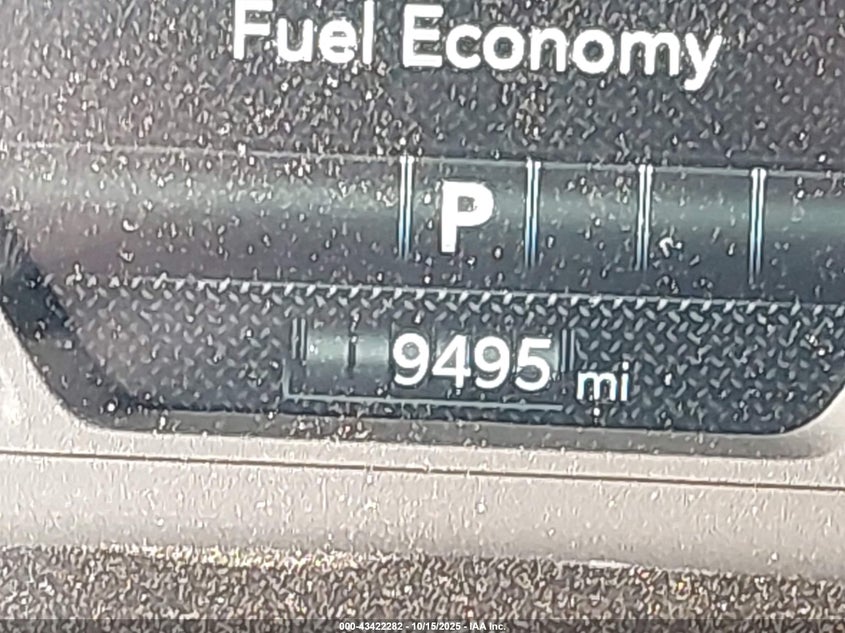 Fuel Economy
P
9495 mi
000-43422282 - 10/15/2025 - IAA Inc.